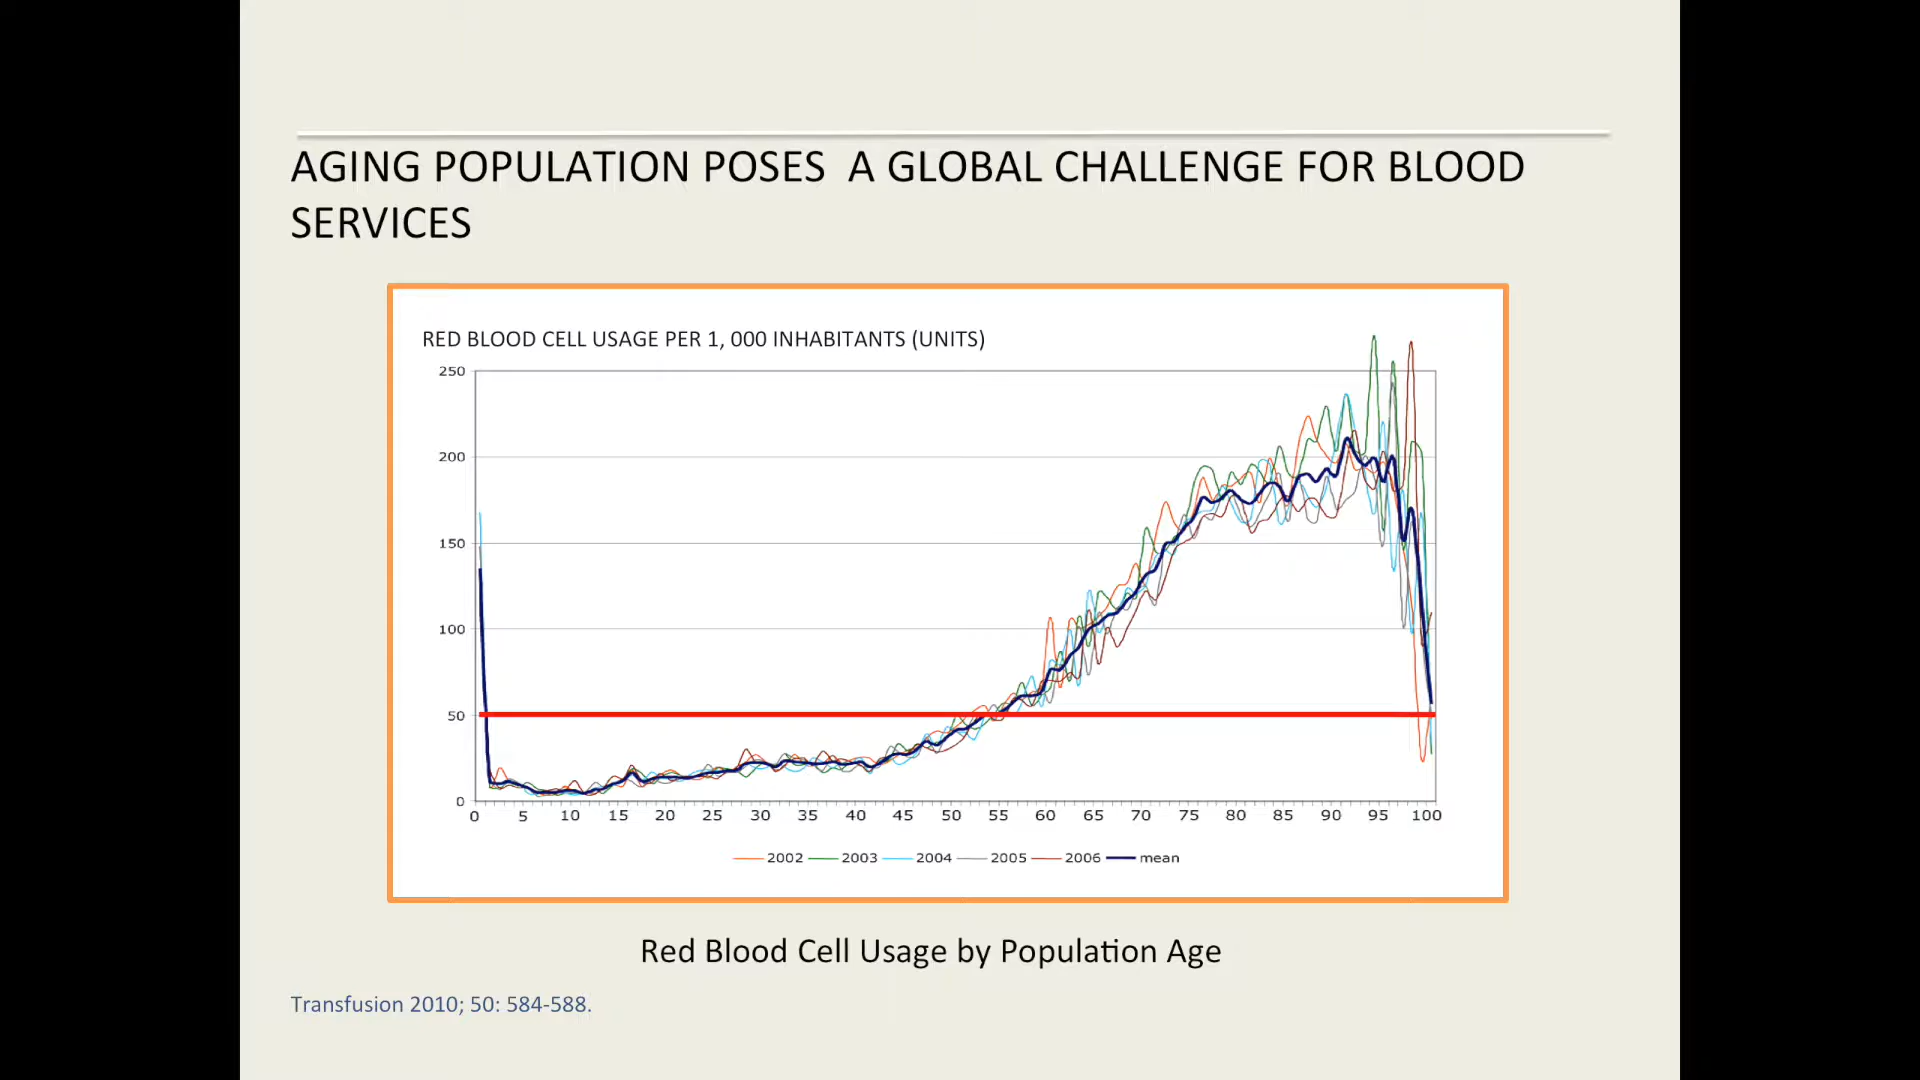 AGING POPULATION POSES  A GLOBAL CHALLENGE FOR BLOOD
SERVICES
RED BLOOD CELL USAGE PER 1, 000 INHABITANTS (UNITS)
250
200
150
100
50
0
0 5 10 15 20 25 30 35 40 45 50 55 60 65 70 75 80 85 90 95 100
2002 2003 2004 2005 2006 mean
Red Blood Cell Usage by Population Age
Transfusion 2010; 50: 584-588.